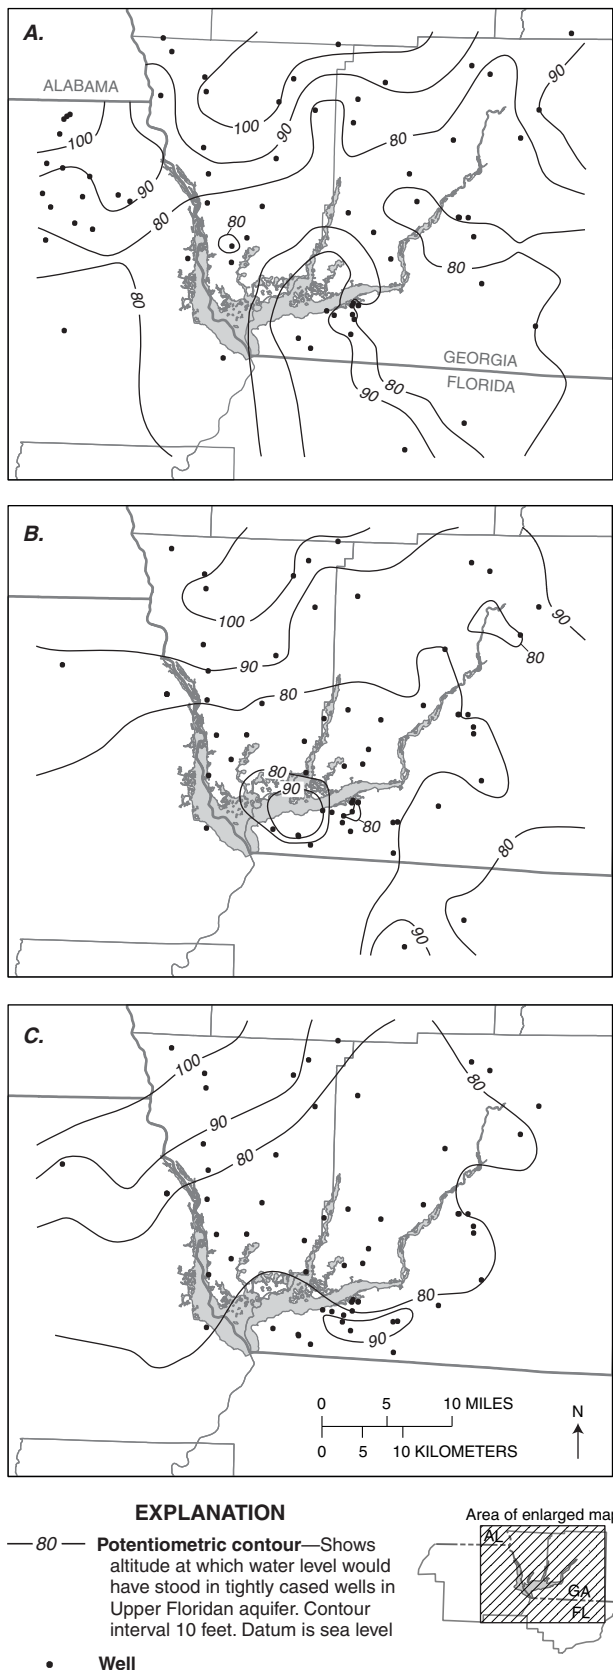 A.
ALABAMA
90
100
90
100
80
90
80
80
80
80
GEORGIA
FLORIDA
80
90
B.
100
90
90
80
80
80
90
80
80
90
C.
100
80
90
80
80
90
0 5 10 MILES
0 5 10 KILOMETERS
N
EXPLANATION
80 Potentiometric contour—Shows
altitude at which water level would
have stood in tightly cased wells in
Upper Floridan aquifer. Contour
interval 10 feet. Datum is sea level
Well
Area of enlarged map
AL
GA
FL